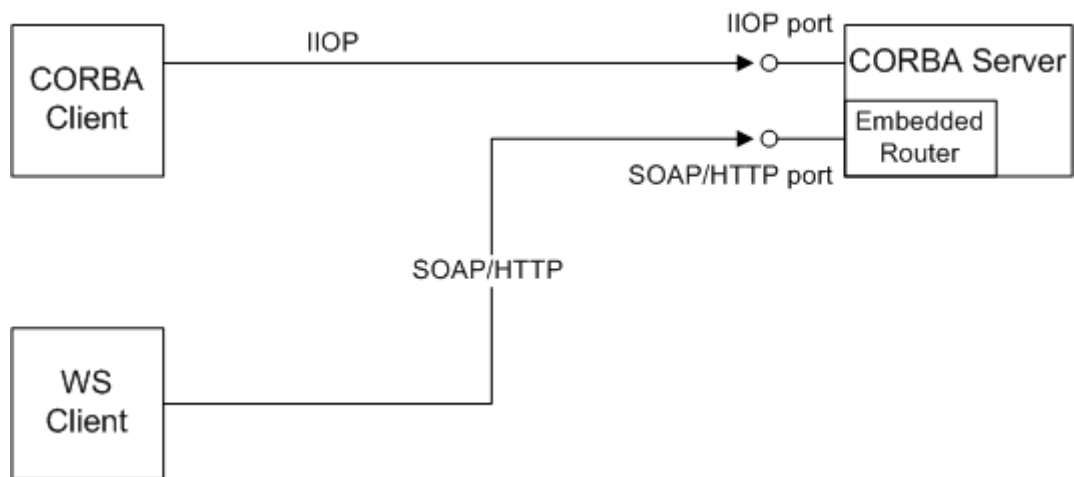 IIOP port
IIOP
CORBA
Client
CORBA Server
Embedded
Router
SOAP/HTTP port
SOAP/HTTP
WS
Client